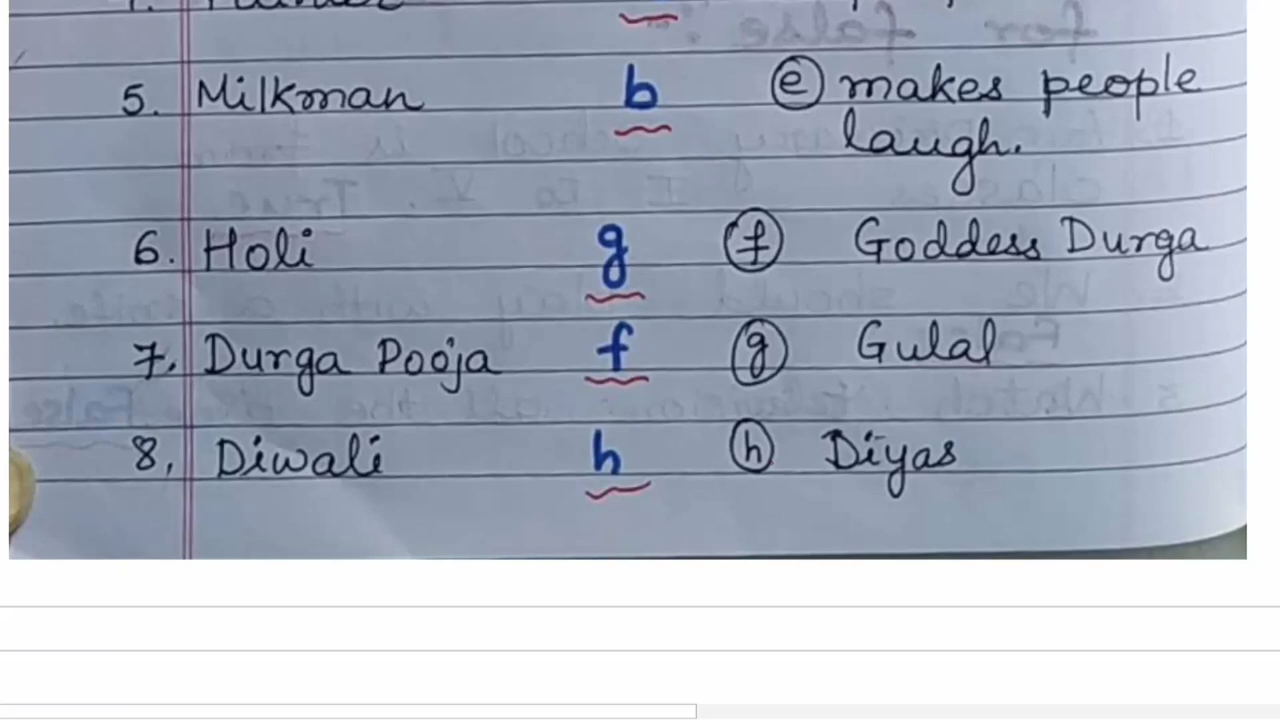 5. Milkman b (e) makes people
laugh.
6. Holi g (f) Goddess Durga
7. Durga Pooja f (g) Gulal
8, Diwali h (h) Diyas